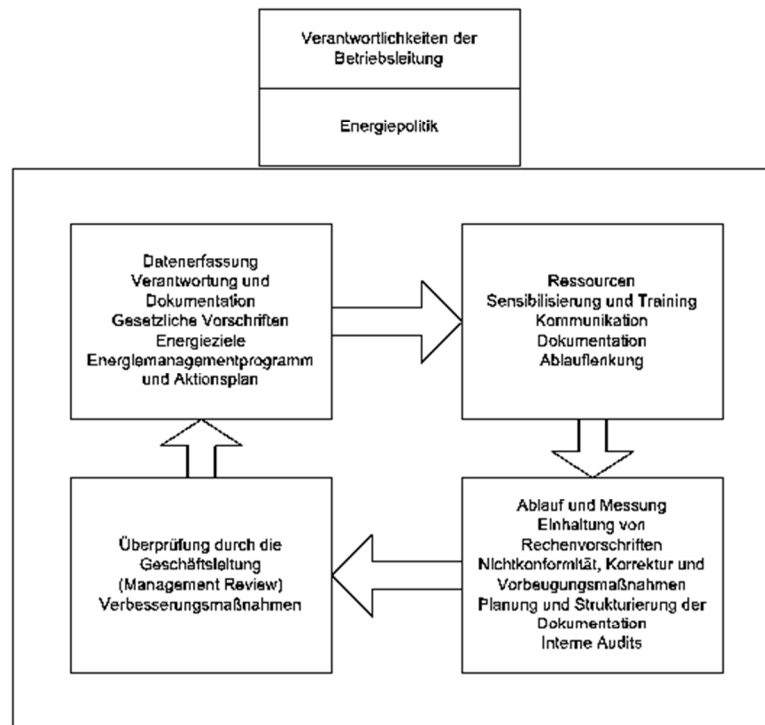 Verantwortlichkeiten der
Betriebsleitung
Energiepolitik
Datenerfassung
Verantwortung und
Dokumentation
Gesetzliche Vorschriften
Energieziele
Energiemanagementprogramm
und Aktionsplan
Ressourcen
Sensibilisierung und Training
Kommunikation
Dokumentation
Ablauflenkung
Überprüfung durch die
Geschäftsleitung
(Management Review)
Verbesserungsmaßnahmen
Ablauf und Messung
Einhaltung von
Rechenvorschriften
Nichtkonformität, Korrektur und
Vorbeugungsmaßnahmen
Planung und Strukturierung der
Dokumentation
Interne Audits